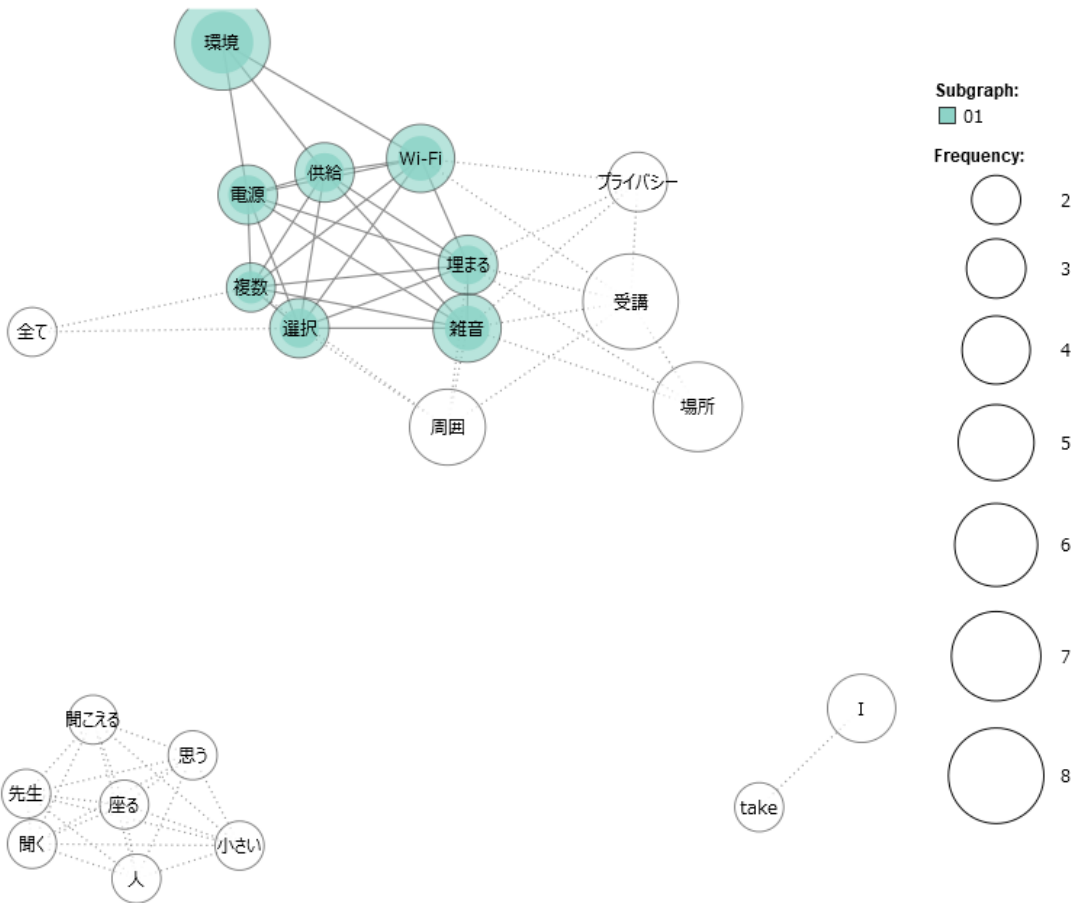 環境
Wi-Fi
供給
電源
プライバシー
埋まる
複数
受講
選択
雑音
全て
場所
周囲
聞こえる
思う
先生
座る
聞く
小さい
人
I
take
Subgraph:
01
Frequency:
2
3
4
5
6
7
8